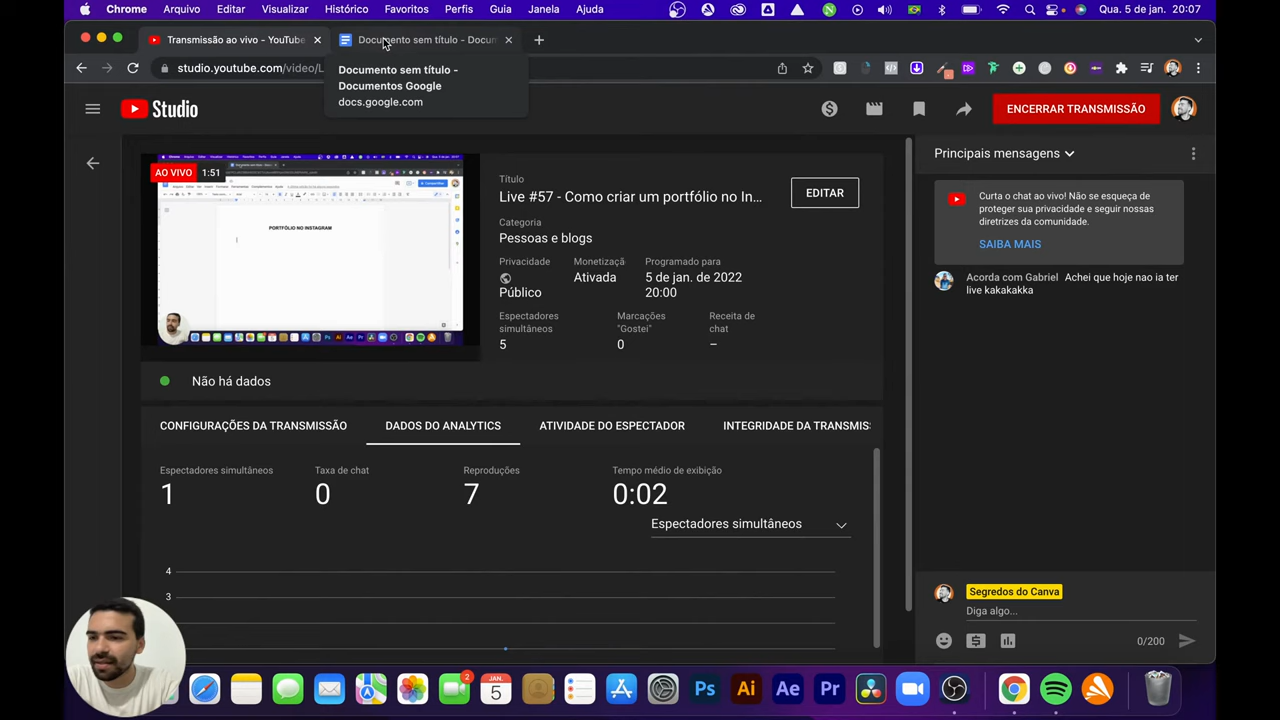 Chrome Arquivo Editar Visualizar Histórico Favoritos Perfis Guia Janela Ajuda Qua. 5 de jan. 20:07
Transmissão ao vivo - YouTube
Documento sem título - Docum
studio.youtube.com/video/L
Documento sem título - Documentos Google
docs.google.com
Studio
ENCERRAR TRANSMISSÃO
AO VIVO 1:51
PORTFÓLIO NO INSTAGRAM
Título
Live #57 - Como criar um portfólio no In...
EDITAR
Categoria
Pessoas e blogs
Privacidade
Público
Monetizaçã
Ativada
Programado para
5 de jan. de 2022
20:00
Espectadores
simultâneos
5
Marcações
"Gostei"
0
Receita de
chat
–
Não há dados
CONFIGURAÇÕES DA TRANSMISSÃO DADOS DO ANALYTICS ATIVIDADE DO ESPECTADOR INTEGRIDADE DA TRANSMIS
Espectadores simultâneos
1
Taxa de chat
0
Reproduções
7
Tempo médio de exibição
0:02
Espectadores simultâneos
4
3
Principais mensagens
Curta o chat ao vivo! Não se esqueça de
proteger sua privacidade e seguir nossas
diretrizes da comunidade.
SAIBA MAIS
Acorda com Gabriel Achei que hoje nao ia ter
live kakakakka
Segredos do Canva
Diga algo...
0/200
2
JAN
5
Ps Ai Ae Pr